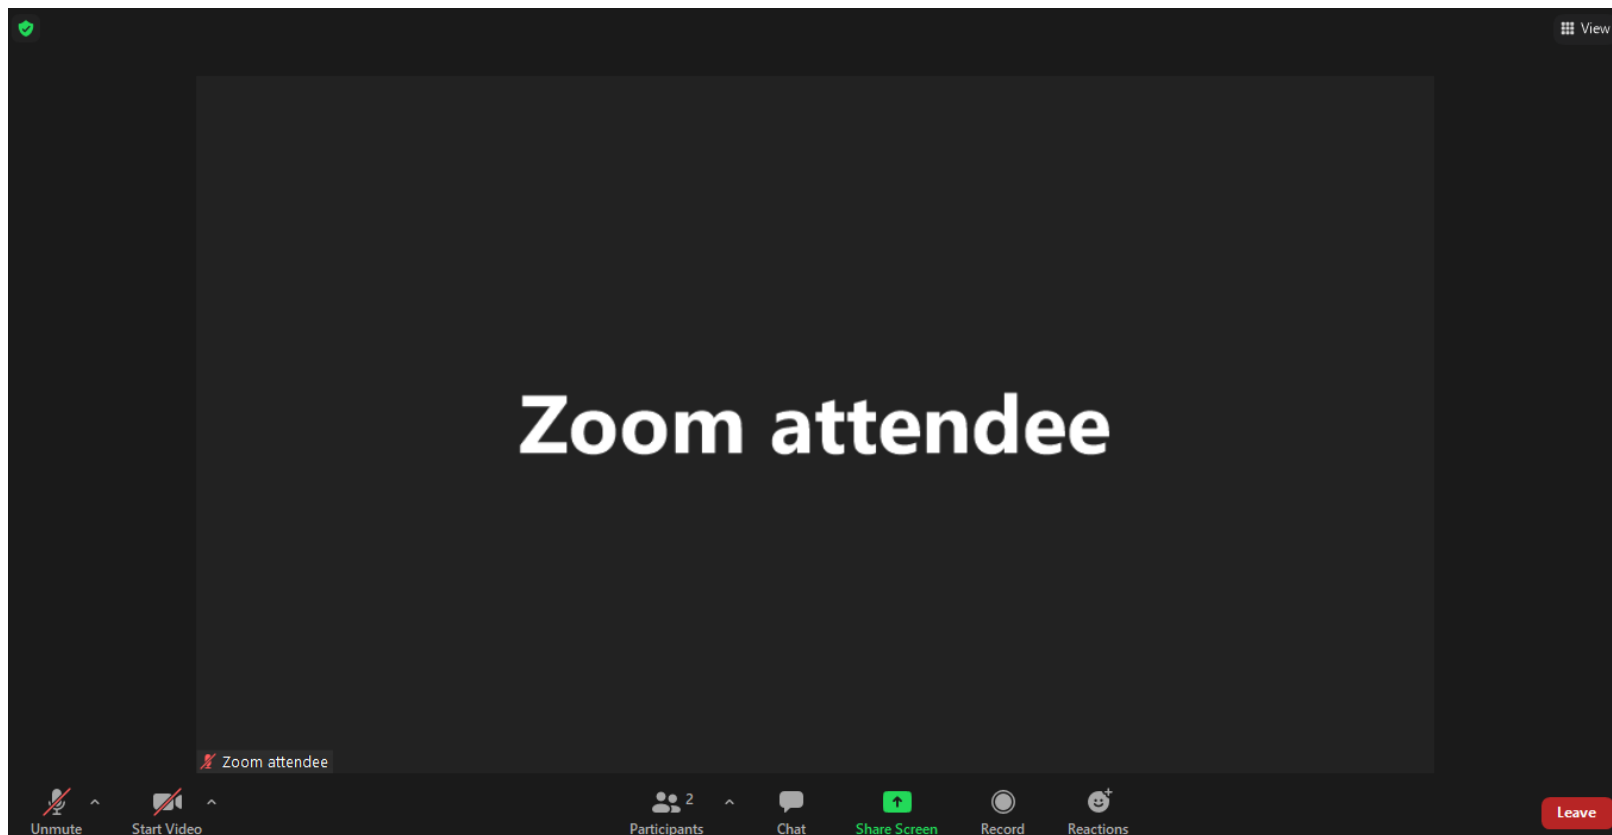 View
Zoom attendee
Zoom attendee
Unmute
Start Video
2
Participants
Chat
Share Screen
Record
Reactions
Leave